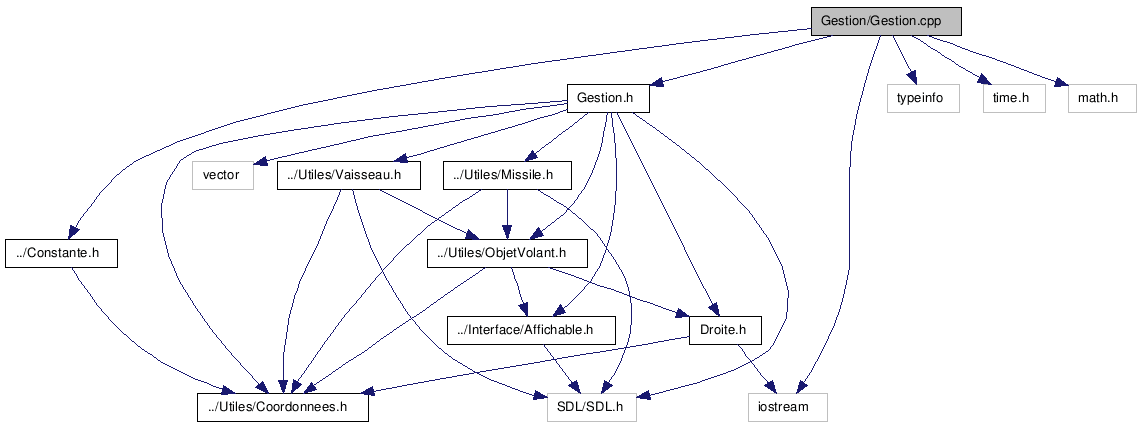 Gestion/Gestion.cpp
Gestion.h
typeinfo
time.h
math.h
vector
../Utiles/Vaisseau.h
../Utiles/Missile.h
../Constante.h
../Utiles/ObjetVolant.h
../Interface/Affichable.h
Droite.h
../Utiles/Coordonnees.h
SDL/SDL.h
iostream